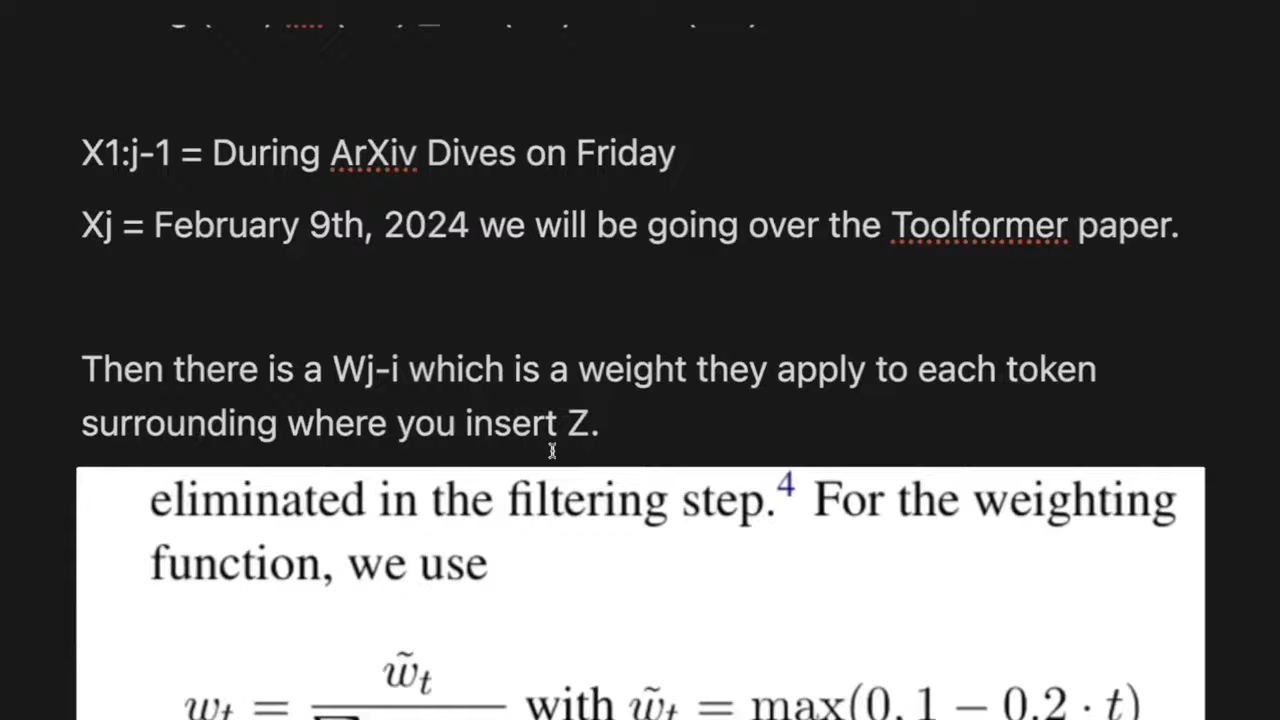 X1:j-1 = During ArXiv Dives on Friday
Xj = February 9th, 2024 we will be going over the Toolformer paper.
Then there is a Wj-i which is a weight they apply to each token
surrounding where you insert Z.
eliminated in the filtering step.⁴ For the weighting
function, we use
wₜ = w̃ₜ with w̃ₜ = max(0, 1 − 0.2 · t)